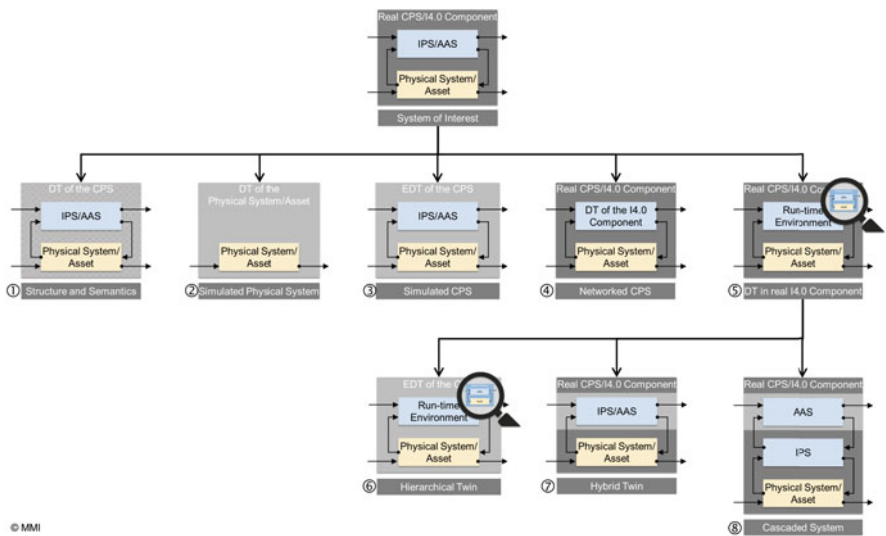 Real CPS/I4.0 Component
IPS/AAS
Physical System/
Asset
System of Interest
DT of the CPS
IPS/AAS
Physical System/
Asset
① Structure and Semantics
DT of the
Physical System/Asset
Physical System/
Asset
② Simulated Physical System
EDT of the CPS
IPS/AAS
Physical System/
Asset
③ Simulated CPS
Real CPS/I4.0 Component
DT of the I4.0
Component
Physical System/
Asset
④ Networked CPS
Real CPS/I4.0
Run-time
Environment
Physical System/
Asset
⑤ DT in real I4.0 Component
EDT of the
Run-time
Environment
Physical System/
Asset
⑥ Hierarchical Twin
Real CPS/I4.0 Component
IPS/AAS
Physical System/
Asset
⑦ Hybrid Twin
Real CPS/I4.0 Component
AAS
IPS
Physical System/
Asset
⑧ Cascaded System
© MMI